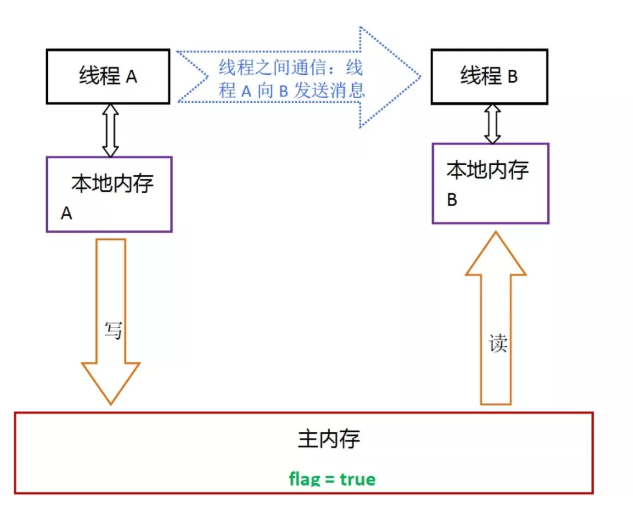 线程 A
线程之间通信：线
程 A 向 B 发送消息
线程 B
本地内存
A
本地内存
B
写
读
主内存
flag = true